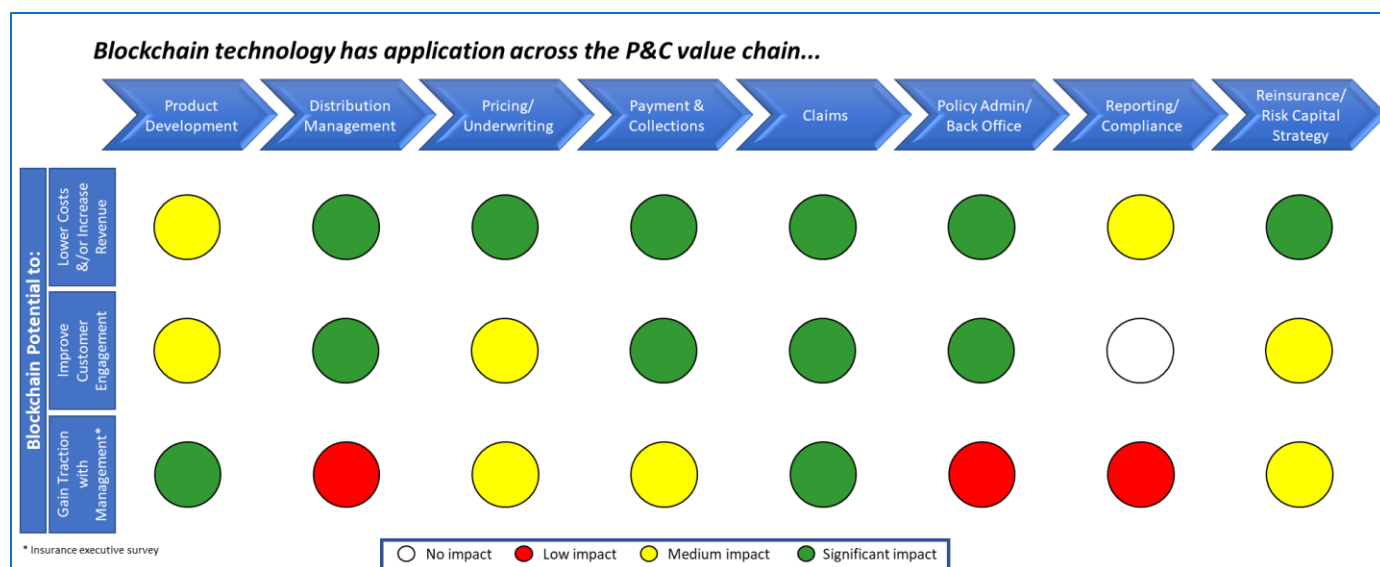 Blockchain technology has application across the P&C value chain...
Product
Development
Distribution
Management
Pricing/
Underwriting
Payment &
Collections
Claims
Policy Admin/
Back Office
Reporting/
Compliance
Reinsurance/
Risk Capital
Strategy
Blockchain Potential to:
Lower Costs
&/or Increase
Revenue
Improve
Customer
Engagement
Gain Traction
with
Management*
* Insurance executive survey
No impact
Low impact
Medium impact
Significant impact